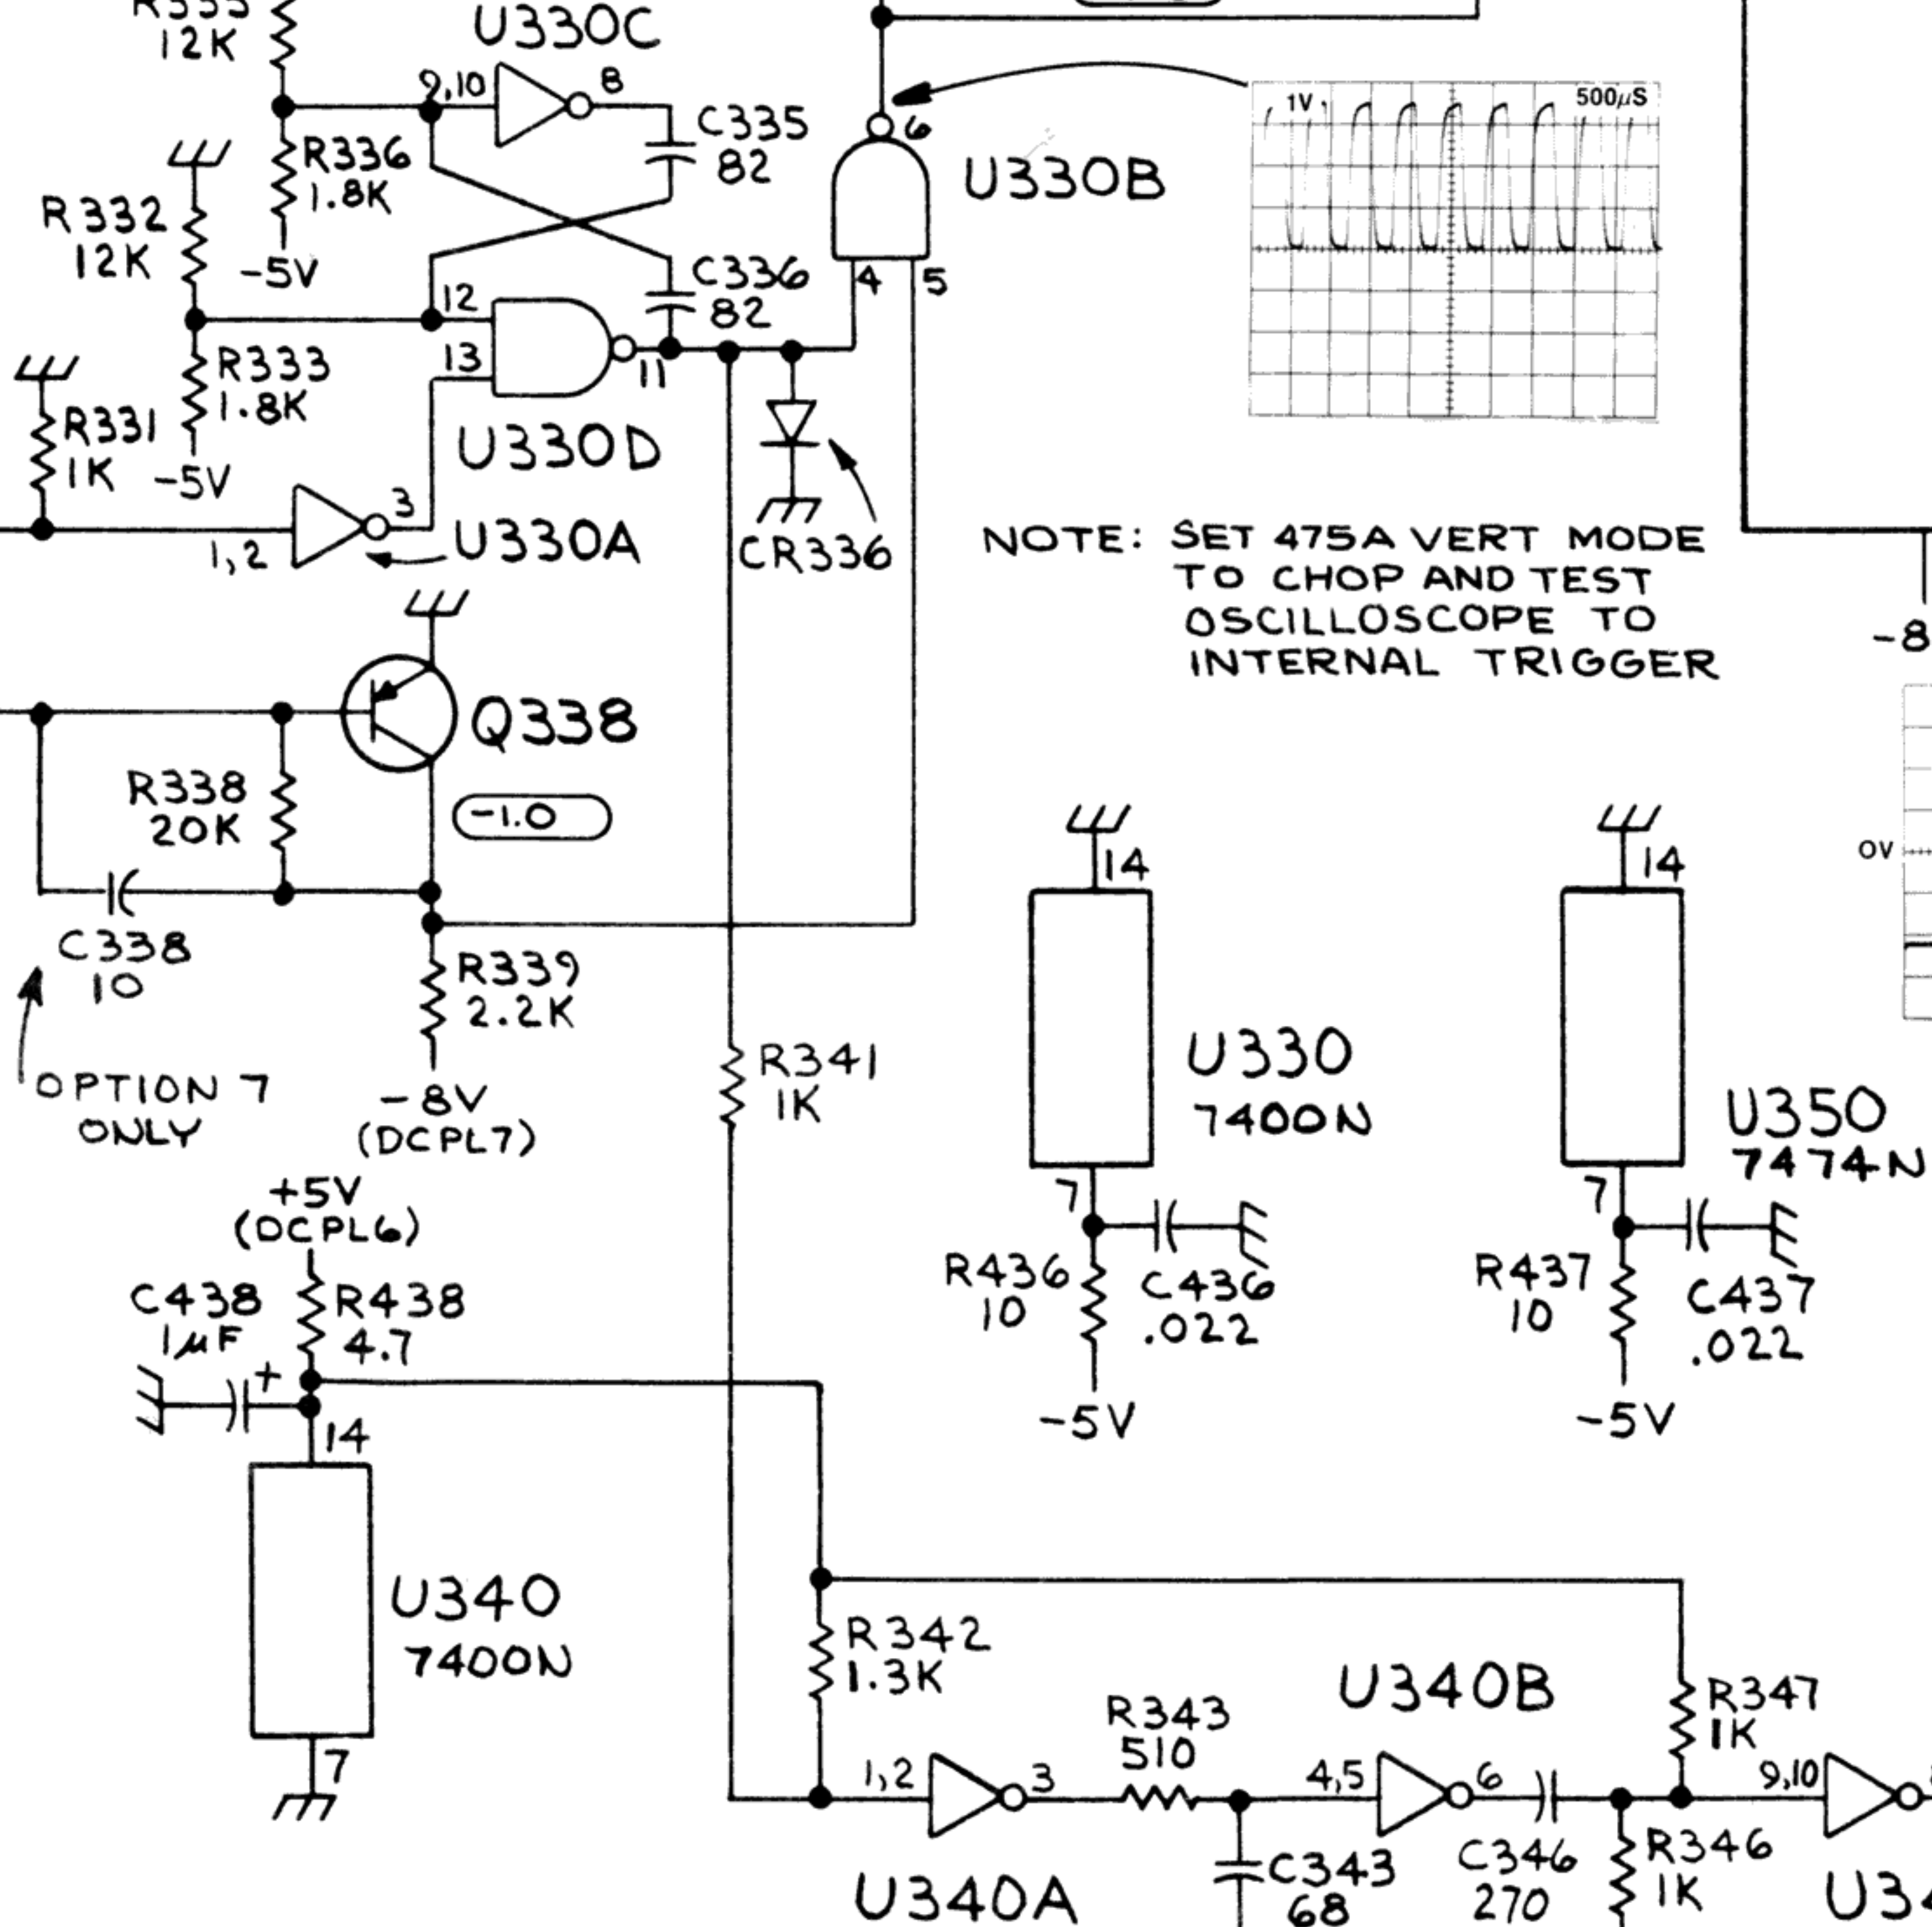 12K
U330C
9,10
8
C335
82
R336
1.8K
-5V
R332
12K
6
U330B
4
5
1V
500μS
C336
82
12
13
11
U330D
R333
1.8K
-5V
R331
1K
1,2
3
U330A
CR336
NOTE: SET 475A VERT MODE
TO CHOP AND TEST
OSCILLOSCOPE TO
INTERNAL TRIGGER
-8
Q338
-1.0
R338
20K
C338
10
OPTION 7
ONLY
R339
2.2K
-8V
(DCPL7)
R341
1K
14
U330
7400N
7
R436
10
C436
.022
-5V
14
0V
U350
7474N
7
R437
10
C437
.022
-5V
+5V
(DCPL6)
C438
1μF
+
R438
4.7
14
U340
7400N
7
R342
1.3K
1,2
3
U340A
R343
510
C343
68
U340B
4,5
6
C346
270
R347
1K
9,10
R346
1K